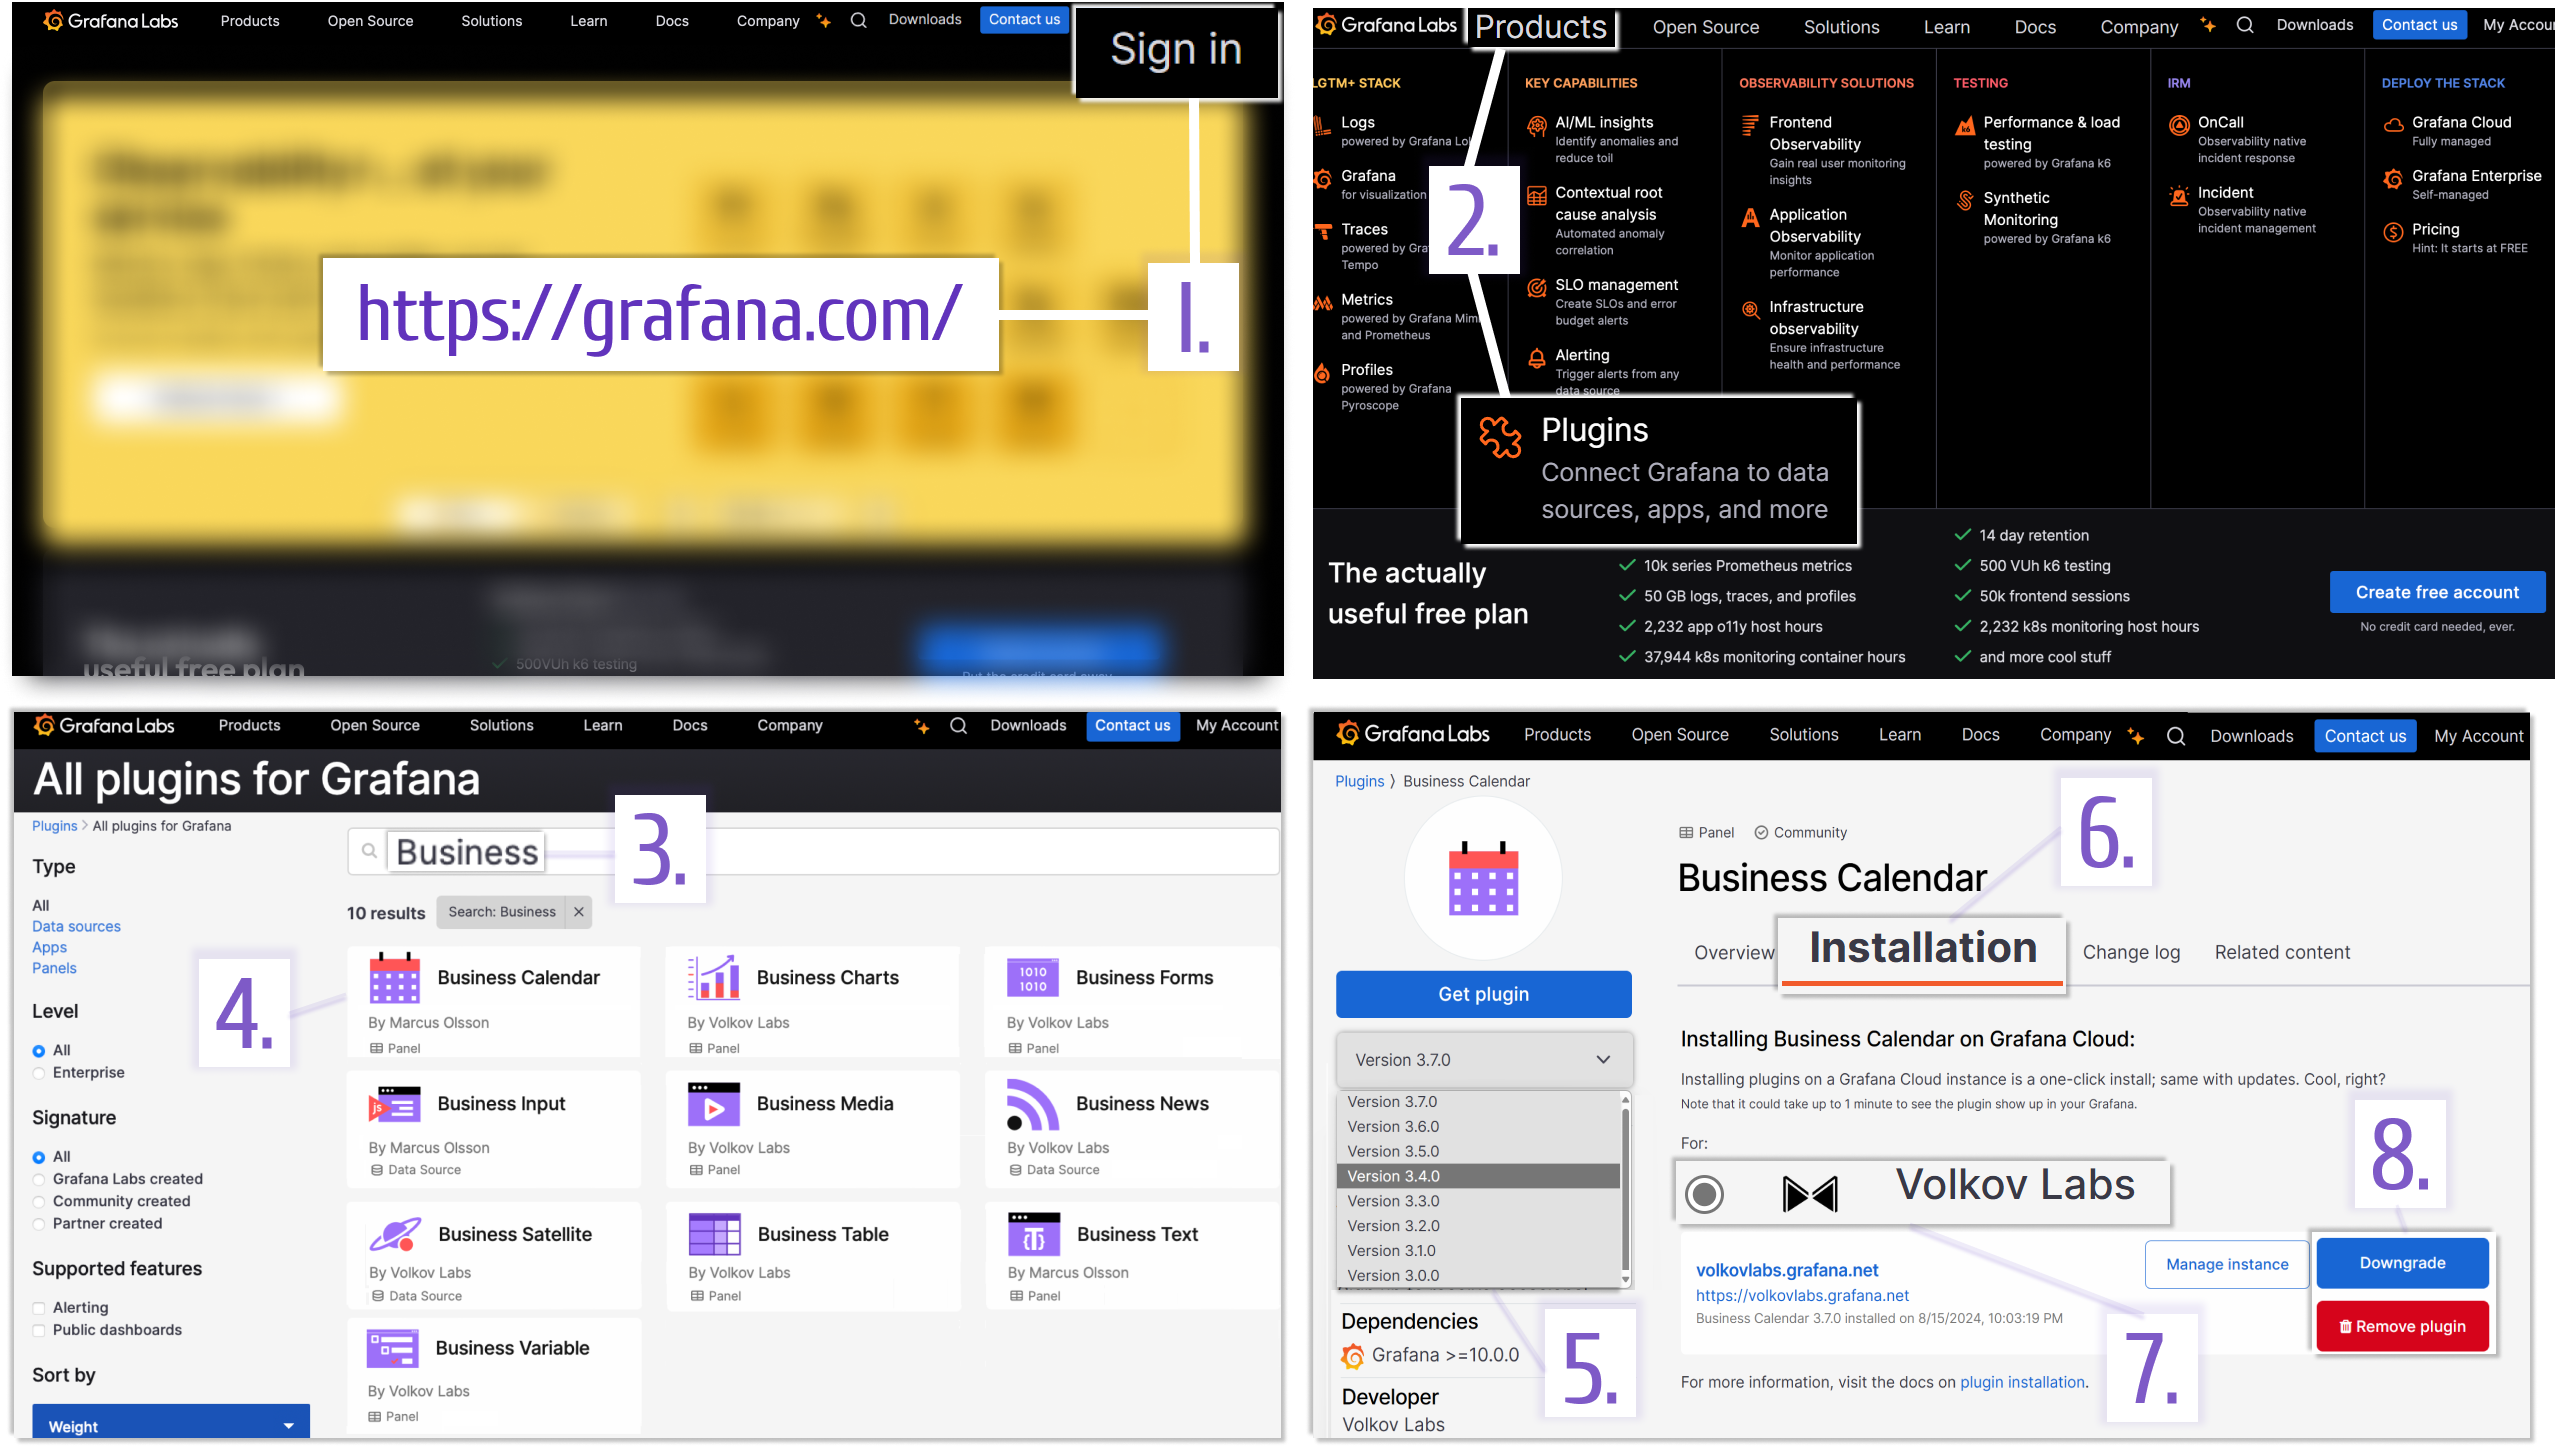 Grafana Labs Products Open Source Solutions Learn Docs Company Downloads Contact us
Sign in
https://grafana.com/
1.
useful free plan
500VUh k6 testing
Grafana Labs Products Open Source Solutions Learn Docs Company Downloads Contact us My Accou
2.
LGTM+ STACK
Logs
powered by Grafana Lo
Grafana
for visualization
Traces
powered by Gra
Tempo
Metrics
powered by Grafana Mim
and Prometheus
Profiles
powered by Grafana
Pyroscope
KEY CAPABILITIES
AI/ML insights
Identify anomalies and
reduce toil
Contextual root
cause analysis
Automated anomaly
correlation
SLO management
Create SLOs and error
budget alerts
Alerting
Trigger alerts from any
data source
Plugins
Connect Grafana to data
sources, apps, and more
OBSERVABILITY SOLUTIONS
Frontend
Observability
Gain real user monitoring
insights
Application
Observability
Monitor application
performance
Infrastructure
observability
Ensure infrastructure
health and performance
TESTING
Performance & load
testing
powered by Grafana k6
Synthetic
Monitoring
powered by Grafana k6
IRM
OnCall
Observability native
incident response
Incident
Observability native
incident management
DEPLOY THE STACK
Grafana Cloud
Fully managed
Grafana Enterprise
Self-managed
Pricing
Hint: It starts at FREE
The actually
useful free plan
10k series Prometheus metrics
50 GB logs, traces, and profiles
2,232 app o11y host hours
37,944 k8s monitoring container hours
14 day retention
500 VUh k6 testing
50k frontend sessions
2,232 k8s monitoring host hours
and more cool stuff
Create free account
No credit card needed, ever.
Grafana Labs Products Open Source Solutions Learn Docs Company Downloads Contact us My Account
All plugins for Grafana
Plugins > All plugins for Grafana
Type
All
Data sources
Apps
Panels
Level
All
Enterprise
Signature
All
Grafana Labs created
Community created
Partner created
Supported features
Alerting
Public dashboards
Sort by
Weight
Business
3.
10 results Search: Business
4.
Business Calendar
By Marcus Olsson
Panel
Business Charts
By Volkov Labs
Panel
Business Forms
By Volkov Labs
Panel
Business Input
By Marcus Olsson
Data Source
Business Media
By Volkov Labs
Panel
Business News
By Volkov Labs
Data Source
Business Satellite
By Volkov Labs
Data Source
Business Table
By Volkov Labs
Panel
Business Text
By Marcus Olsson
Panel
Business Variable
By Volkov Labs
Panel
Grafana Labs Products Open Source Solutions Learn Docs Company Downloads Contact us My Account
Plugins > Business Calendar
Get plugin
Version 3.7.0
Version 3.7.0
Version 3.6.0
Version 3.5.0
Version 3.4.0
Version 3.3.0
Version 3.2.0
Version 3.1.0
Version 3.0.0
5.
Dependencies
Grafana >=10.0.0
Developer
Volkov Labs
Panel Community
6.
Business Calendar
Overview Installation Change log Related content
Installing Business Calendar on Grafana Cloud:
Installing plugins on a Grafana Cloud instance is a one-click install; same with updates. Cool, right?
Note that it could take up to 1 minute to see the plugin show up in your Grafana.
For:
8.
Volkov Labs
volkovlabs.grafana.net
https://volkovlabs.grafana.net
Business Calendar 3.7.0 installed on 8/15/2024, 10:03:19 PM
Manage instance
Downgrade
Remove plugin
7.
For more information, visit the docs on plugin installation.